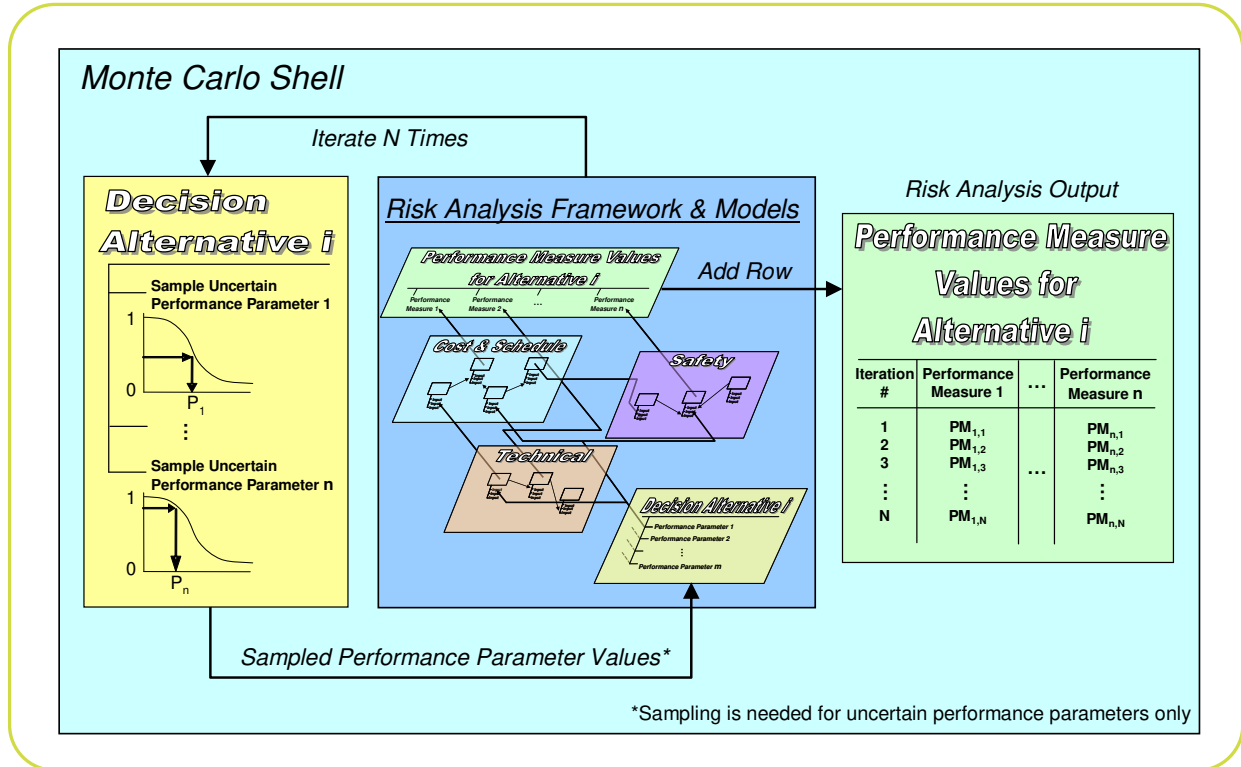 Monte Carlo Shell
Iterate N Times
Decision
Alternative i
Sample Uncertain
Performance Parameter 1
1
0
P1
⋮
Sample Uncertain
Performance Parameter n
1
0
Pn
Risk Analysis Framework & Models
Performance Measure Values
for Alternative i
Performance
Measure 1
Performance
Measure 2
...
Performance
Measure n
Cost & Schedule
Safety
Technical
Decision Alternative i
Performance Parameter 1
Performance Parameter 2
⋮
Performance Parameter m
Add Row
Risk Analysis Output
Performance Measure
Values for
Alternative i
Iteration # Performance Measure 1 ... Performance Measure n
1 PM1,1 PMn,1
2 PM1,2 PMn,2
3 PM1,3 ... PMn,3
⋮ ⋮ ⋮
N PM1,N PMn,N
Sampled Performance Parameter Values*
*Sampling is needed for uncertain performance parameters only